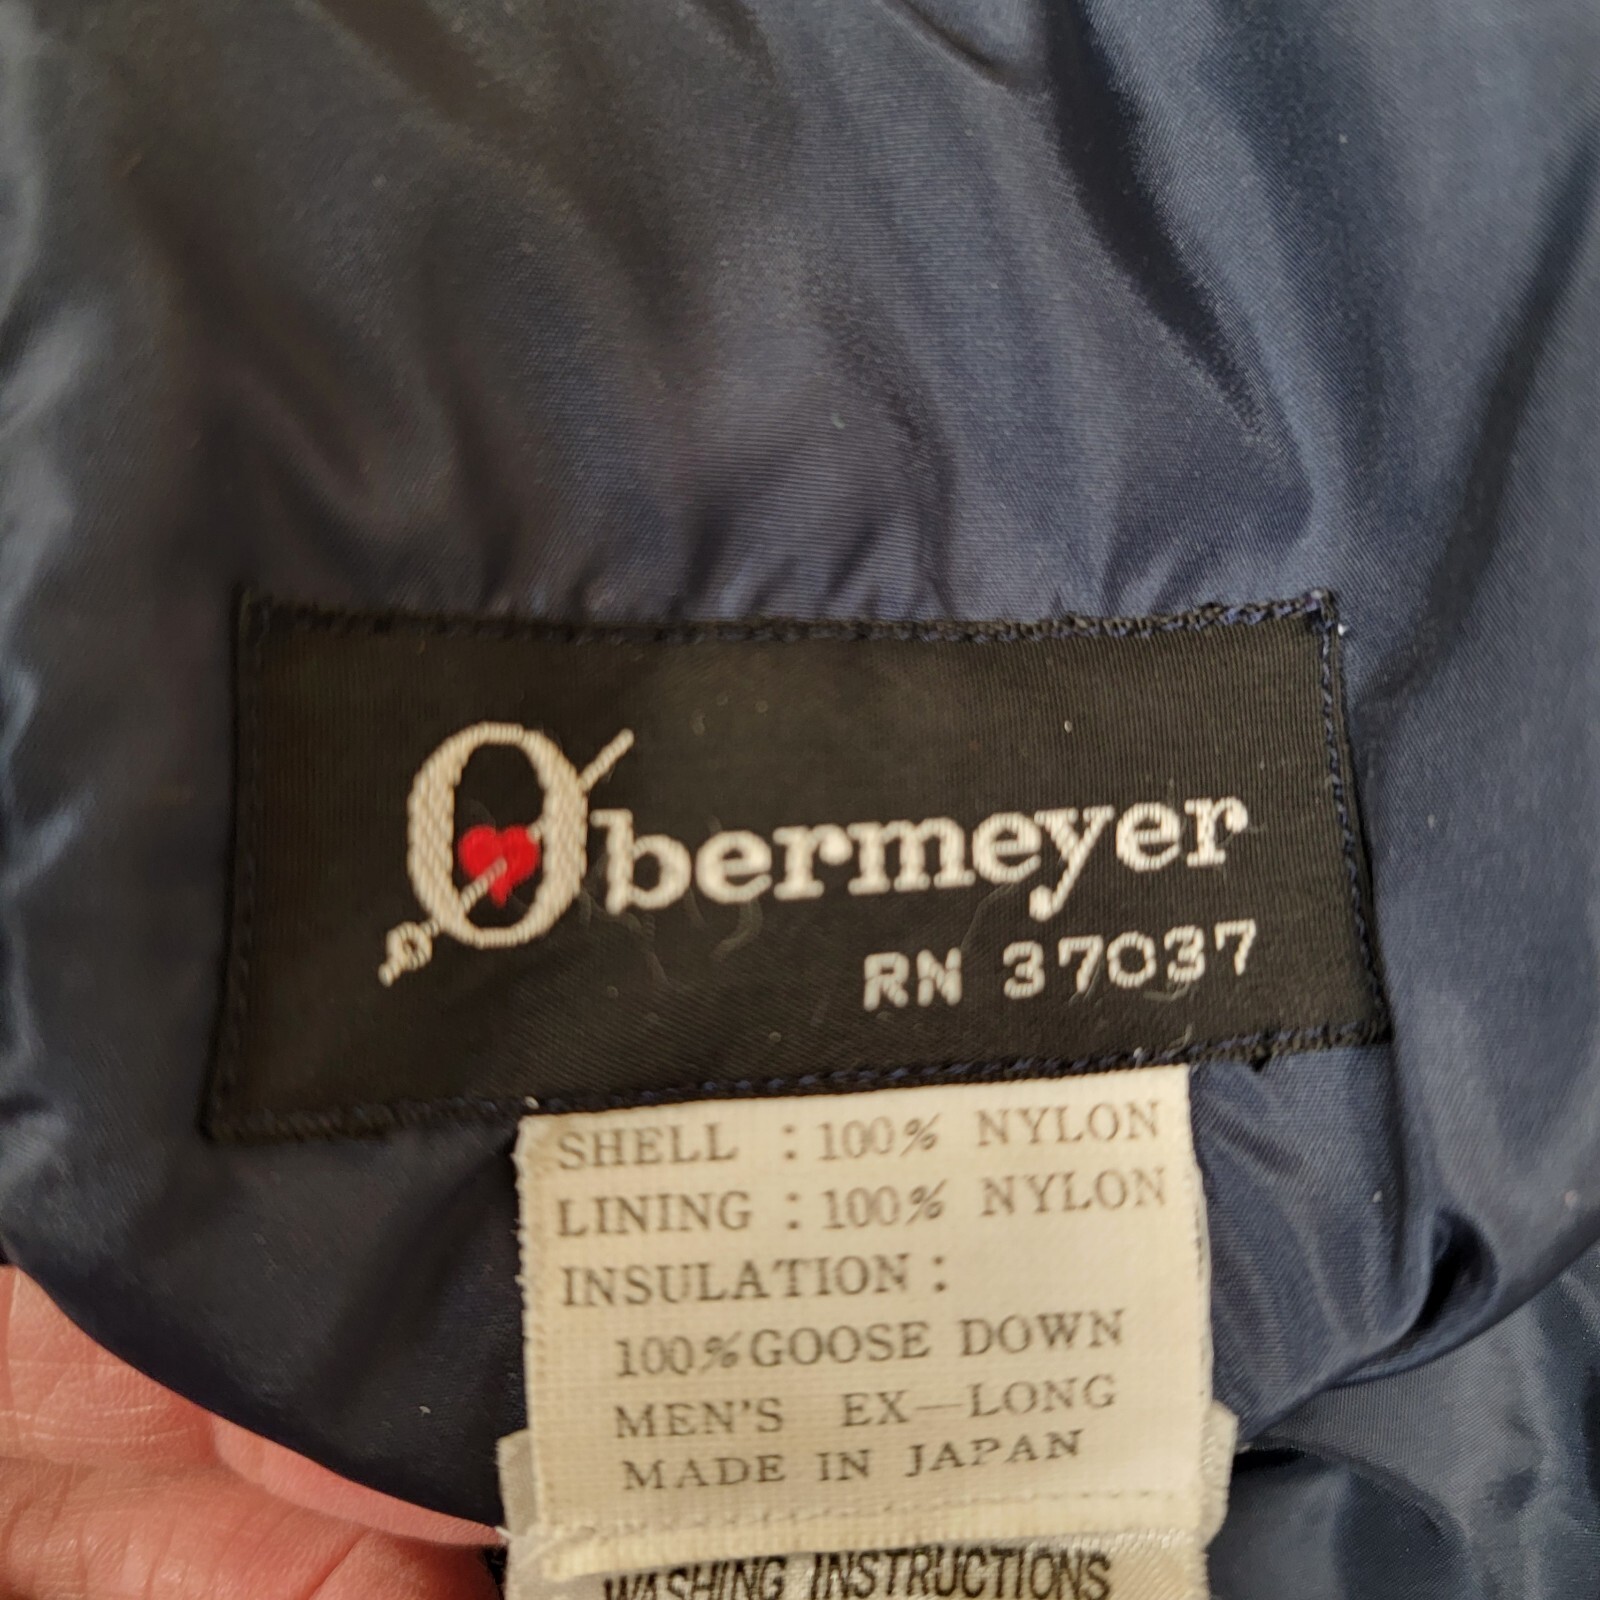 Obermeyer
RN 37037
SHELL : 100% NYLON
LINING : 100% NYLON
INSULATION :
100% GOOSE DOWN
MEN'S EX-LONG
MADE IN JAPAN
WASHING INSTRUCTIONS